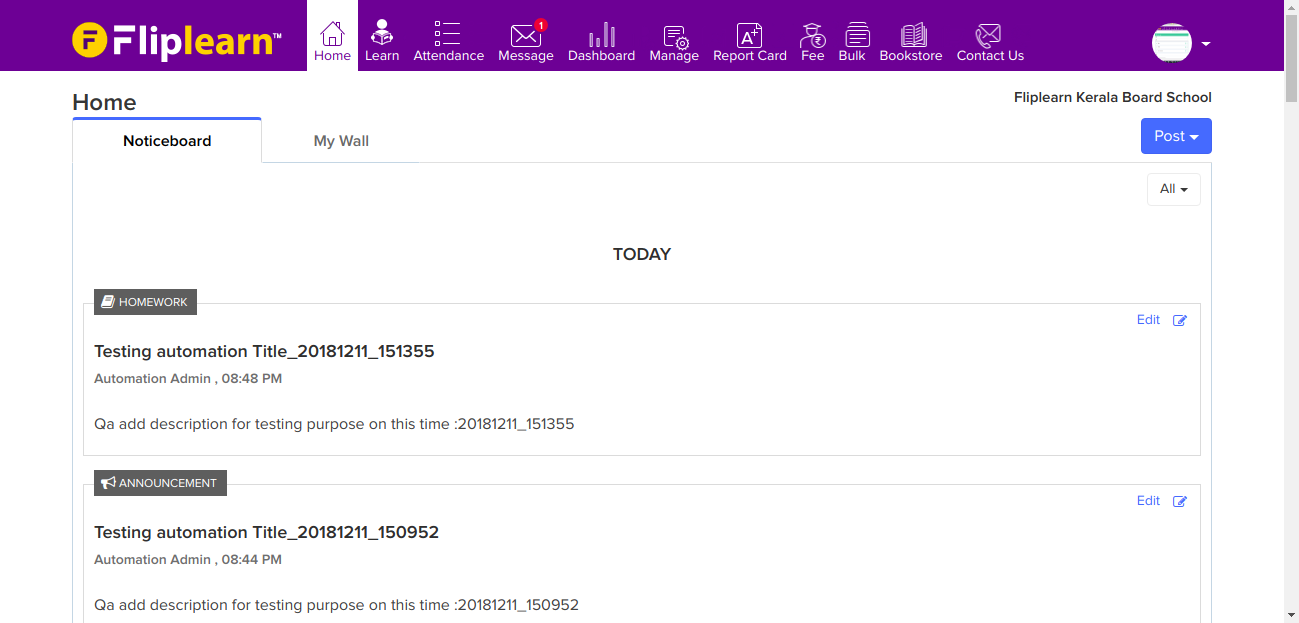 Fliplearn™
1
Home Learn Attendance Message Dashboard Manage Report Card Fee Bulk Bookstore Contact Us
Home
Fliplearn Kerala Board School
Noticeboard My Wall Post
All
TODAY
HOMEWORK
Edit
Testing automation Title_20181211_151355
Automation Admin , 08:48 PM
Qa add description for testing purpose on this time :20181211_151355
ANNOUNCEMENT
Edit
Testing automation Title_20181211_150952
Automation Admin , 08:44 PM
Qa add description for testing purpose on this time :20181211_150952